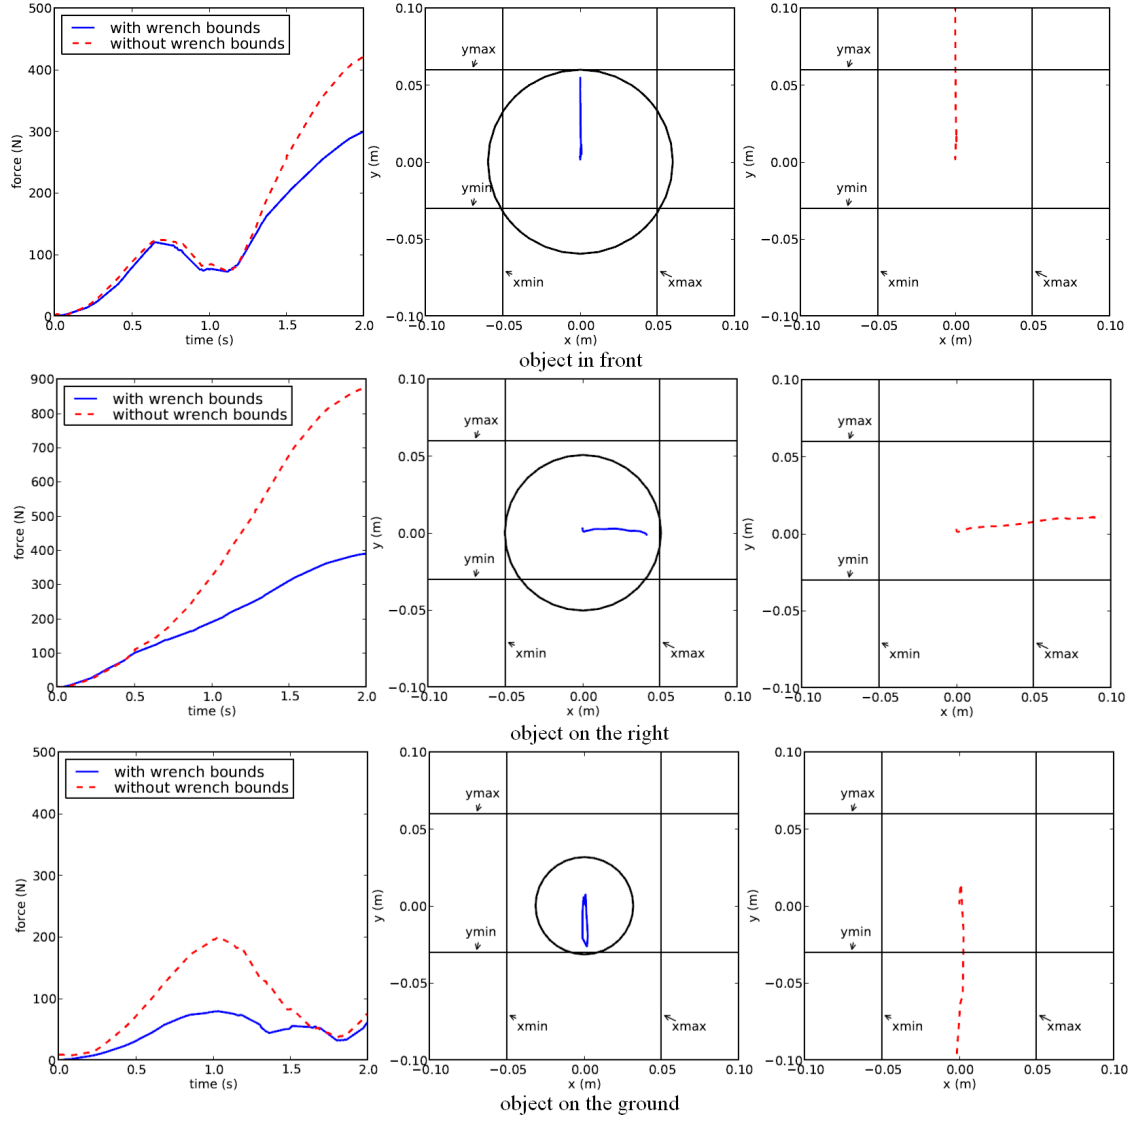 500
400
300
200
100
0
0.0
0.5
1.0
1.5
2.0
force (N)
time (s)
with wrench bounds
without wrench bounds
0.10
0.05
0.00
−0.05
−0.10
−0.10
−0.05
0.00
0.05
0.10
y (m)
x (m)
ymax
ymin
xmin
xmax
0.10
0.05
0.00
−0.05
−0.10
−0.10
−0.05
0.00
0.05
0.10
y (m)
x (m)
ymax
ymin
xmin
xmax
object in front
900
800
700
600
500
400
300
200
100
0
0.0
0.5
1.0
1.5
2.0
force (N)
time (s)
with wrench bounds
without wrench bounds
0.10
0.05
0.00
−0.05
−0.10
−0.10
−0.05
0.00
0.05
0.10
y (m)
x (m)
ymax
ymin
xmin
xmax
0.10
0.05
0.00
−0.05
−0.10
−0.10
−0.05
0.00
0.05
0.10
y (m)
x (m)
ymax
ymin
xmin
xmax
object on the right
500
400
300
200
100
0
0.0
0.5
1.0
1.5
2.0
force (N)
time (s)
with wrench bounds
without wrench bounds
0.10
0.05
0.00
−0.05
−0.10
−0.10
−0.05
0.00
0.05
0.10
y (m)
x (m)
ymax
ymin
xmin
xmax
0.10
0.05
0.00
−0.05
−0.10
−0.10
−0.05
0.00
0.05
0.10
y (m)
x (m)
ymax
ymin
xmin
xmax
object on the ground